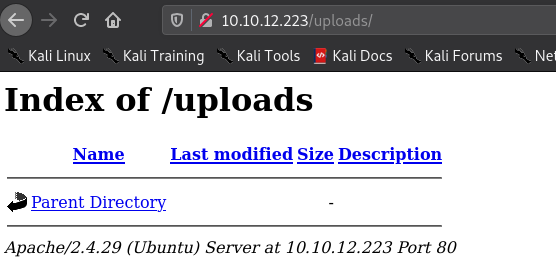 10.10.12.223/uploads/
Kali Linux Kali Training Kali Tools Kali Docs Kali Forums Net
Index of /uploads
Name Last modified Size Description
Parent Directory -
Apache/2.4.29 (Ubuntu) Server at 10.10.12.223 Port 80